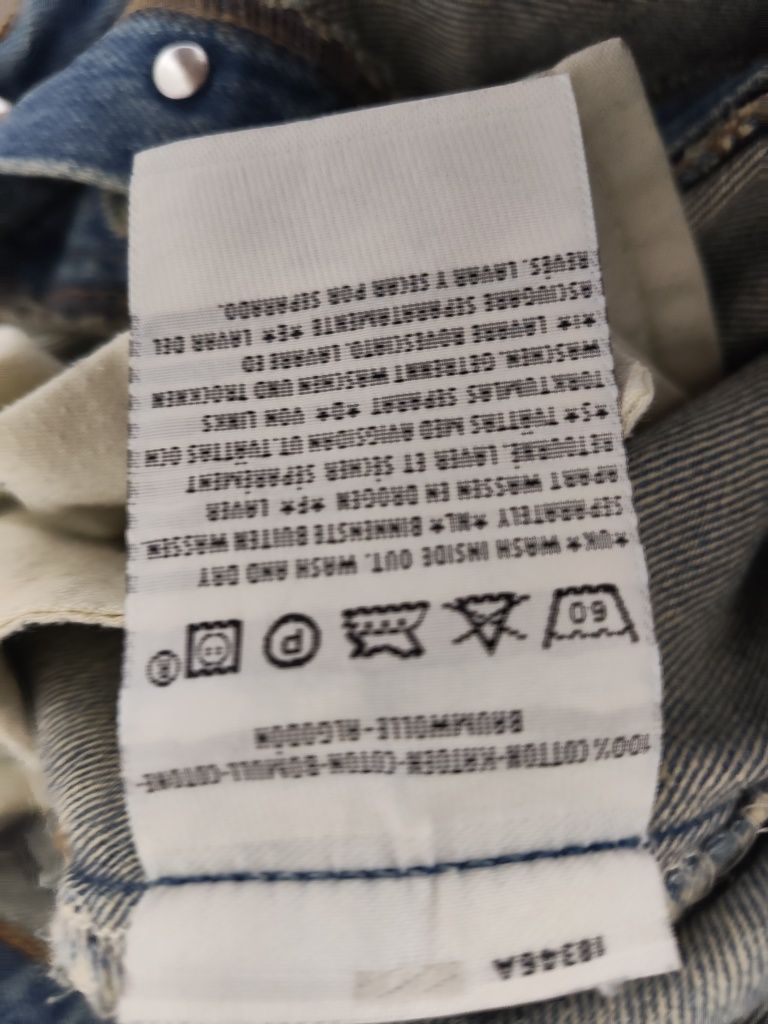 18346A
100% COTTON-KATOEN-COTON-BOMULL-COTONE-
BAUMWOLLE-ALGODÓN
60 P ®
*UK* WASH INSIDE OUT. WASH AND DRY
SEPARATELY *NL* BINNENSTE BUITEN WASSEN.
APART WASSEN EN DROGEN *F* LAVER
RETOURNÉ. LAVER ET SÉCHER SÉPARÉMENT
*S* TVÄTTAS MED AVIGSIDAN UT. TVÄTTAS OCH
TORKTUMLAS SEPARAT *D* VON LINKS
WASCHEN. GETRENNT WASCHEN UND TROCKNEN
*I* LAVARE ROVESCIATO. LAVARE ED
ASCIUGARE SEPARATAMENTE *E* LAVAR DEL
REVÉS. LAVAR Y SECAR POR SEPARADO.